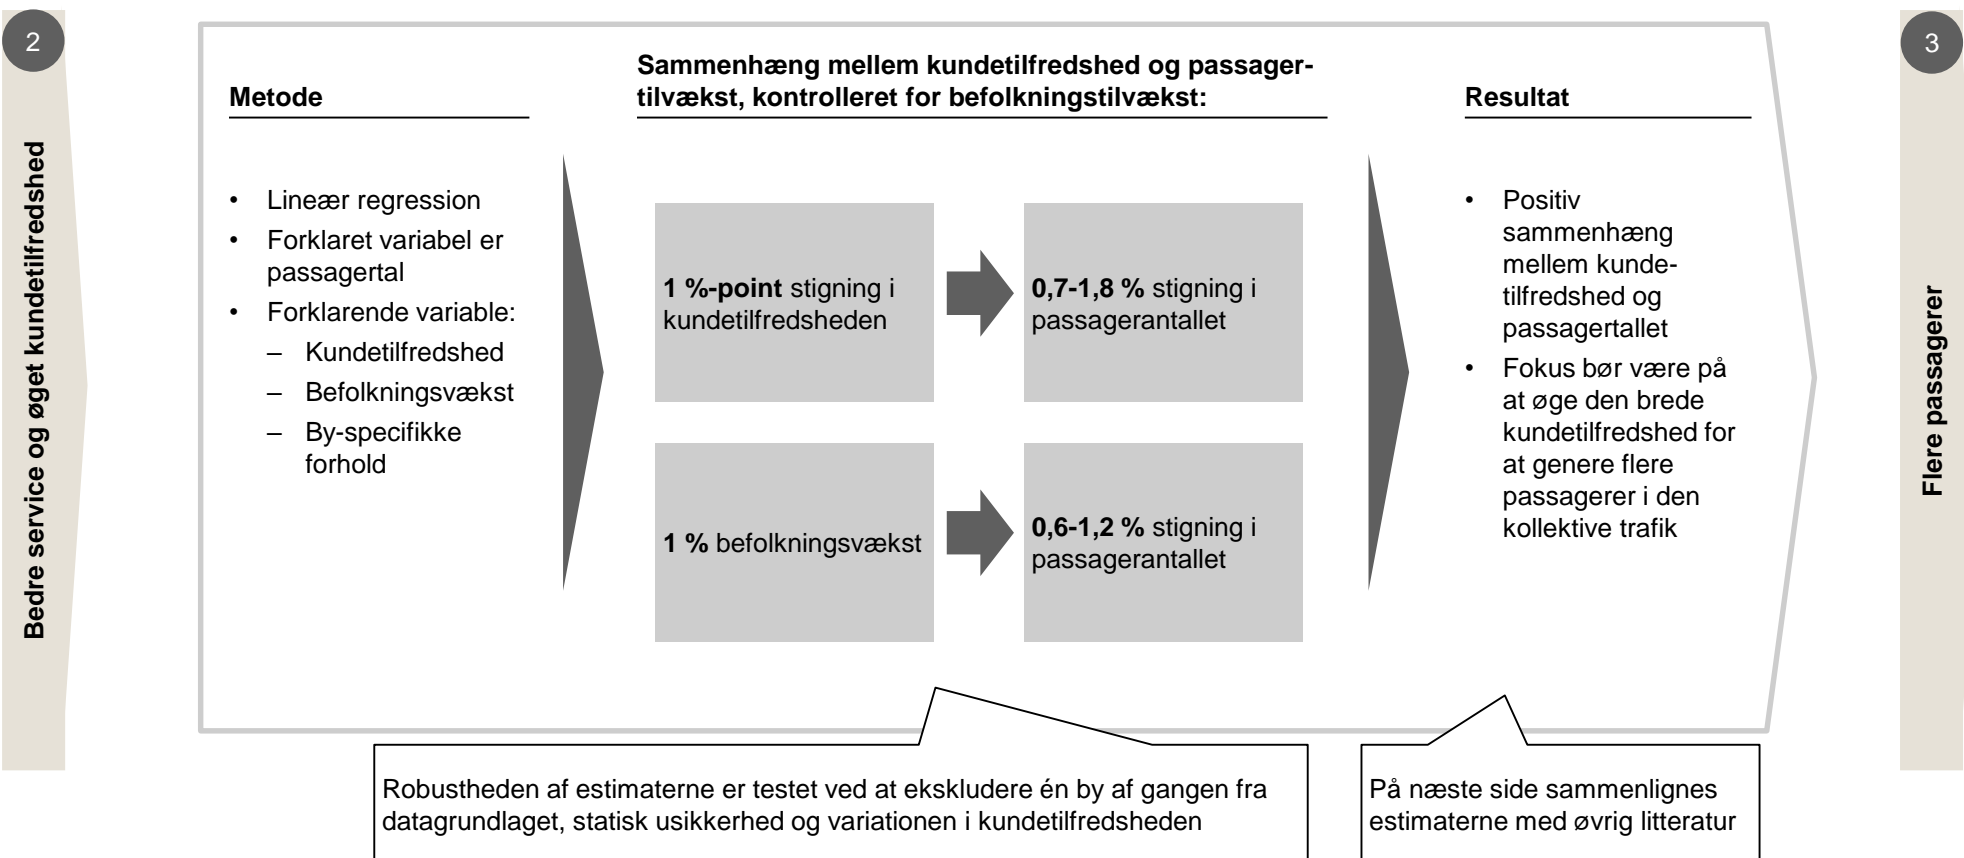 2
Bedre service og øget kundetilfredshed
Metode
• Lineær regression
• Forklaret variabel er
passagertal
• Forklarende variable:
– Kundetilfredshed
– Befolkningsvækst
– By-specifikke
forhold
Sammenhæng mellem kundetilfredshed og passager-
tilvækst, kontrolleret for befolkningstilvækst:
1 %-point stigning i
kundetilfredsheden
0,7-1,8 % stigning i
passagerantallet
1 % befolkningsvækst
0,6-1,2 % stigning i
passagerantallet
Resultat
• Positiv
sammenhæng
mellem kunde-
tilfredshed og
passagertallet
• Fokus bør være på
at øge den brede
kundetilfredshed for
at genere flere
passagerer i den
kollektive trafik
Robustheden af estimaterne er testet ved at ekskludere én by af gangen fra
datagrundlaget, statisk usikkerhed og variationen i kundetilfredsheden
På næste side sammenlignes
estimaterne med øvrig litteratur
3
Flere passagerer